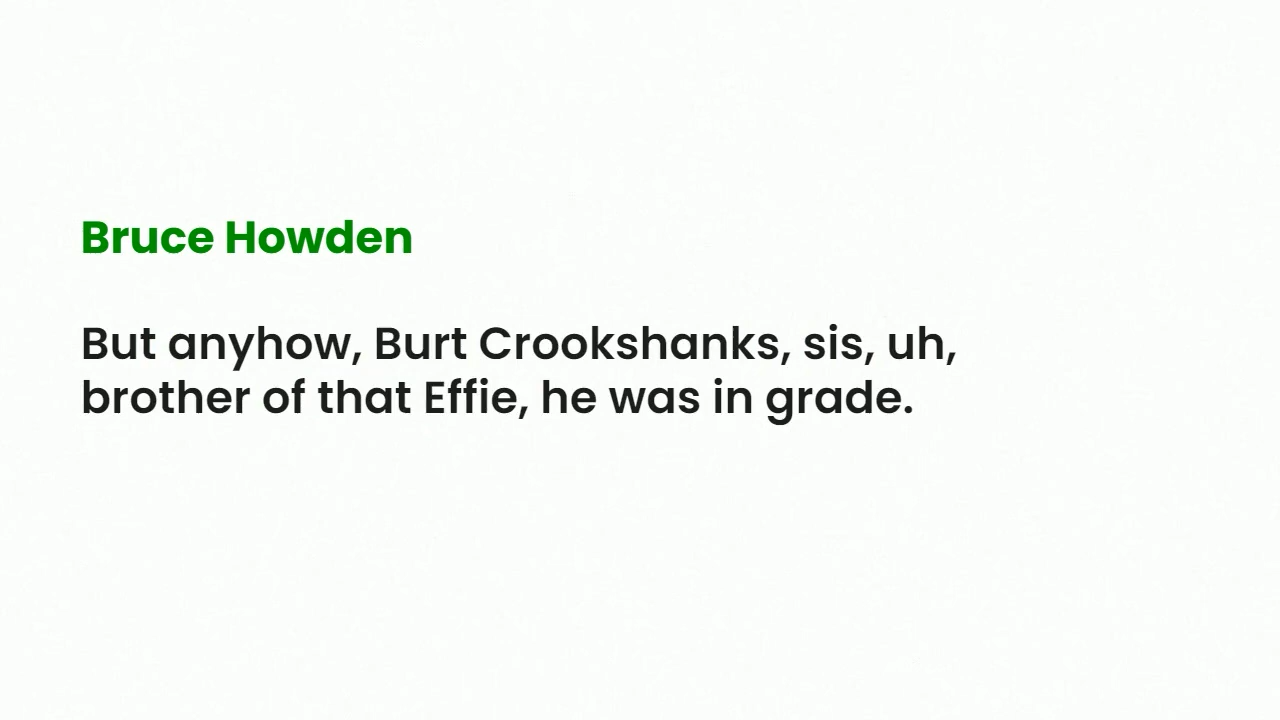 Bruce Howden
But anyhow, Burt Crookshanks, sis, uh,
brother of that Effie, he was in grade.